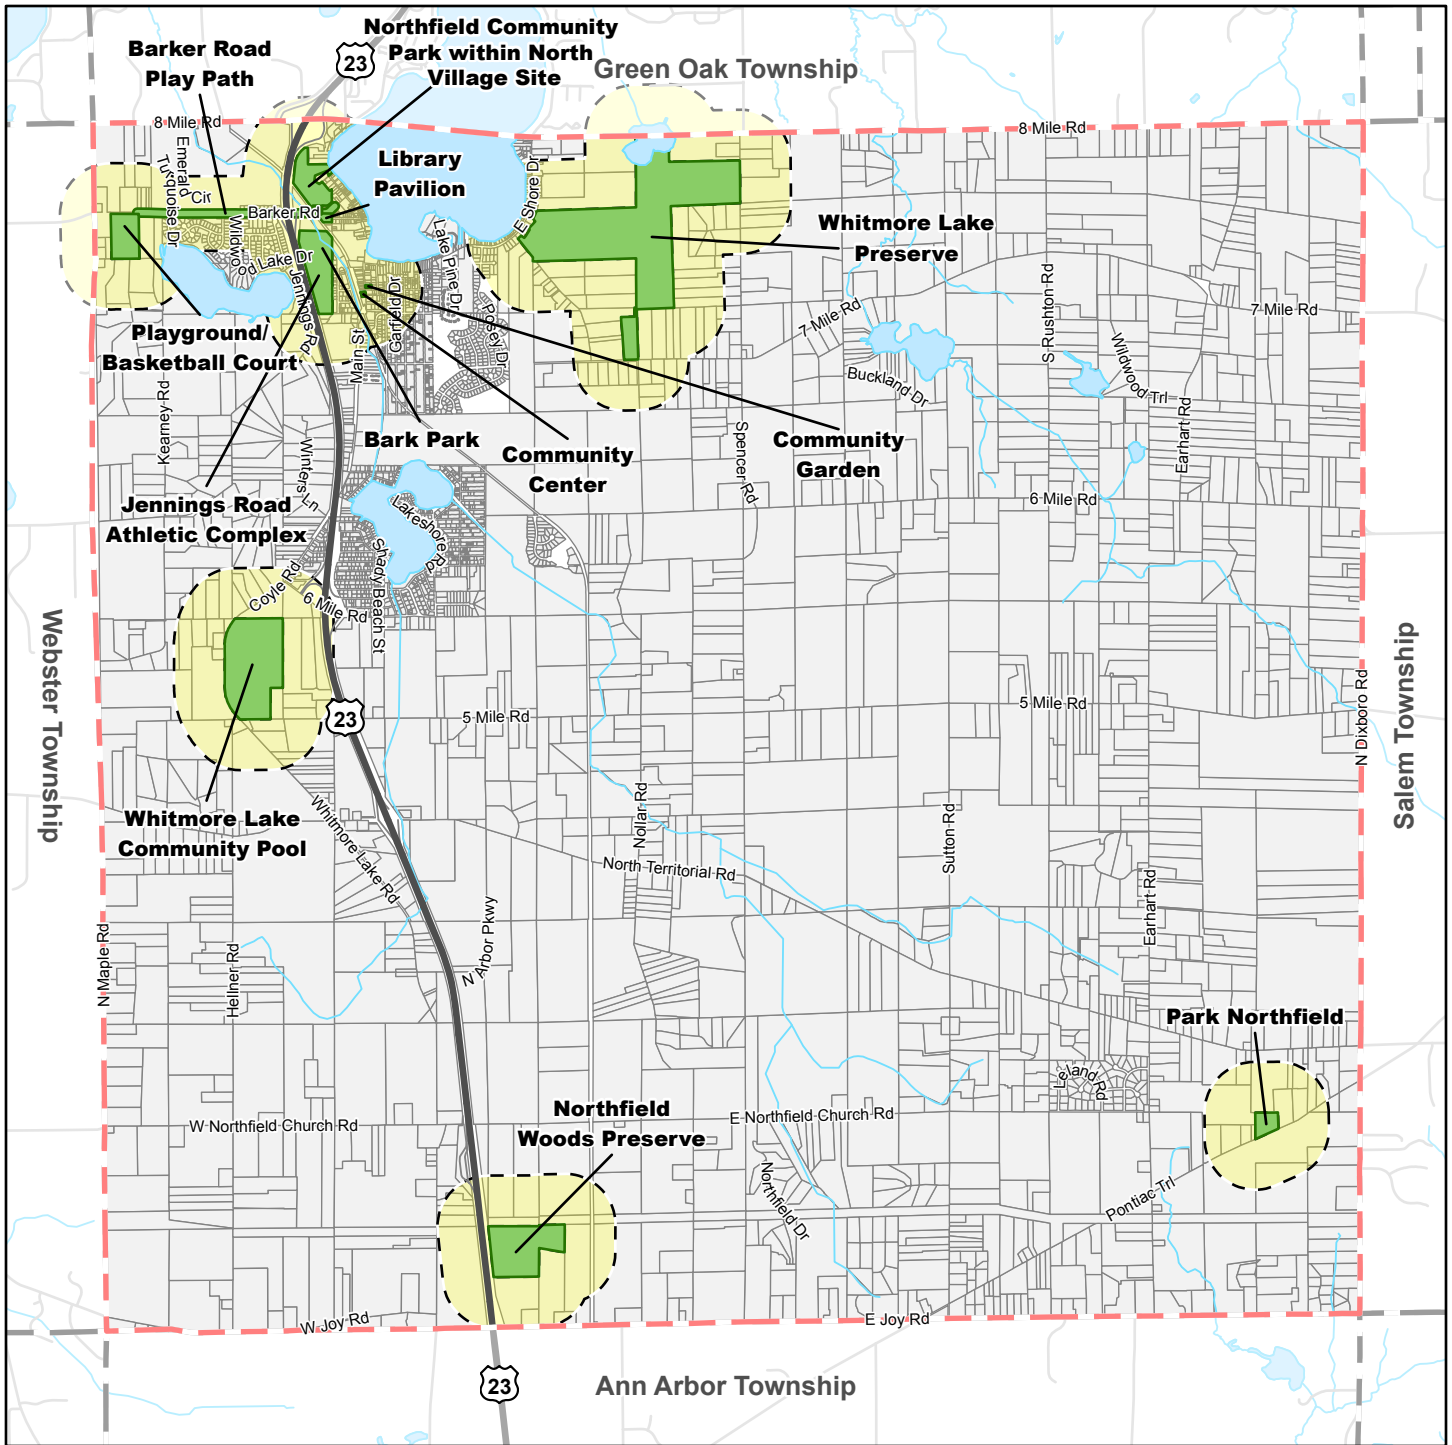 Northfield Community
Park within North
Village Site
Barker Road
Play Path
23
Green Oak Township
8 Mile Rd
8 Mile Rd
Emerald Cir
Turquoise Dr
Library
Pavilion
E Shore Dr
Barker Rd
Wildwood Lake Dr
Lake Pine Dr
Whitmore Lake
Preserve
Jennings Rd
Garfield Dr
Posey Dr
Main St
S Rushton Rd
7 Mile Rd
7 Mile Rd
Playground/
Basketball Court
Wildwood Trl
Buckland Dr
Kearney Rd
Earhart Rd
Bark Park
Community
Center
Community
Garden
Spencer Rd
Winters Ln
6 Mile Rd
Jennings Road
Athletic Complex
Lakeshore Rd
Shady Beach St
Coyle Rd
6 Mile Rd
Webster Township
Salem Township
N Dixboro Rd
23
5 Mile Rd
5 Mile Rd
Whitmore Lake
Community Pool
Whitmore Lake Rd
Nollar Rd
Sutton Rd
North Territorial Rd
Earhart Rd
N Arbor Pkwy
N Maple Rd
Hellner Rd
Park Northfield
Leland Rd
Northfield
Woods Preserve
W Northfield Church Rd
E Northfield Church Rd
Northfield Dr
Pontiac Trl
W Joy Rd
E Joy Rd
23
Ann Arbor Township